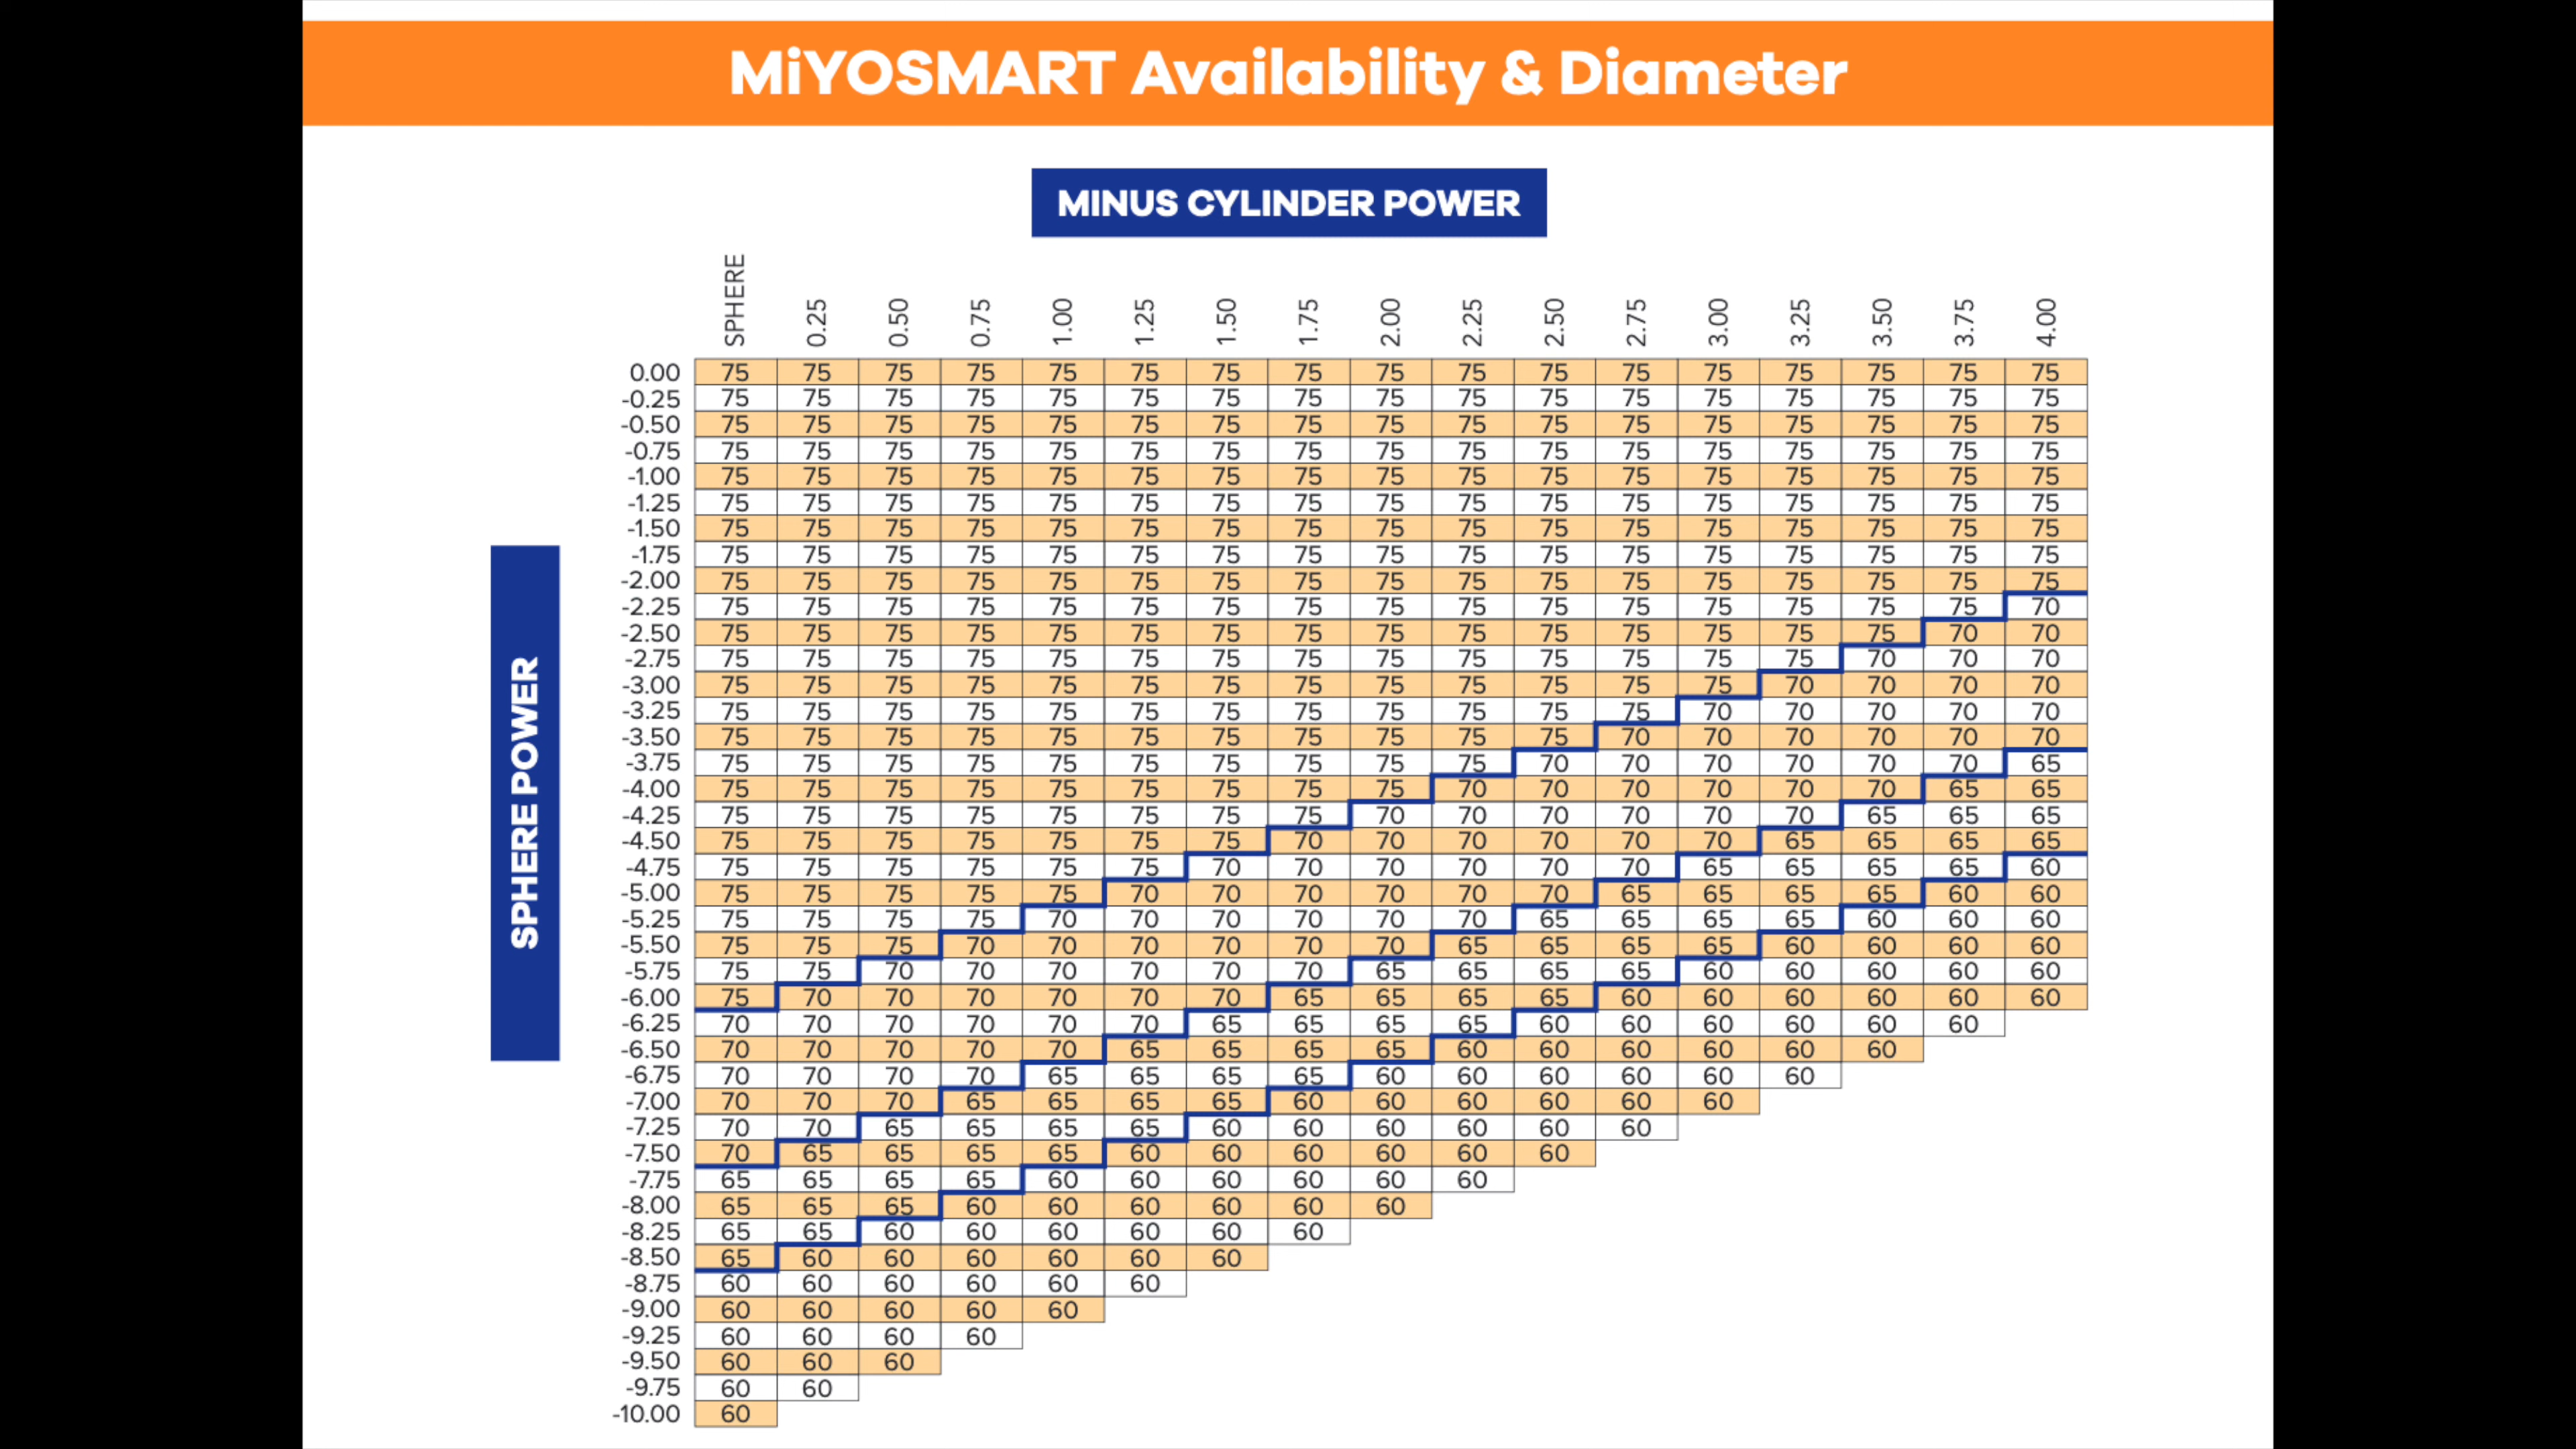 MiYOSMART Availability & Diameter
MINUS CYLINDER POWER
SPHERE 0.25 0.50 0.75 1.00 1.25 1.50 1.75 2.00 2.25 2.50 2.75 3.00 3.25 3.50 3.75 4.00
SPHERE POWER
0.00 75 75 75 75 75 75 75 75 75 75 75 75 75 75 75 75 75
-0.25 75 75 75 75 75 75 75 75 75 75 75 75 75 75 75 75 75
-0.50 75 75 75 75 75 75 75 75 75 75 75 75 75 75 75 75 75
-0.75 75 75 75 75 75 75 75 75 75 75 75 75 75 75 75 75 75
-1.00 75 75 75 75 75 75 75 75 75 75 75 75 75 75 75 75 75
-1.25 75 75 75 75 75 75 75 75 75 75 75 75 75 75 75 75 75
-1.50 75 75 75 75 75 75 75 75 75 75 75 75 75 75 75 75 75
-1.75 75 75 75 75 75 75 75 75 75 75 75 75 75 75 75 75 75
-2.00 75 75 75 75 75 75 75 75 75 75 75 75 75 75 75 75 75
-2.25 75 75 75 75 75 75 75 75 75 75 75 75 75 75 75 75 70
-2.50 75 75 75 75 75 75 75 75 75 75 75 75 75 75 75 70 70
-2.75 75 75 75 75 75 75 75 75 75 75 75 75 75 75 70 70 70
-3.00 75 75 75 75 75 75 75 75 75 75 75 75 75 70 70 70 70
-3.25 75 75 75 75 75 75 75 75 75 75 75 75 70 70 70 70 70
-3.50 75 75 75 75 75 75 75 75 75 75 75 70 70 70 70 70 70
-3.75 75 75 75 75 75 75 75 75 75 75 70 70 70 70 70 70 65
-4.00 75 75 75 75 75 75 75 75 75 70 70 70 70 70 70 65 65
-4.25 75 75 75 75 75 75 75 75 70 70 70 70 70 70 65 65 65
-4.50 75 75 75 75 75 75 75 70 70 70 70 70 70 65 65 65 65
-4.75 75 75 75 75 75 75 70 70 70 70 70 70 65 65 65 65 60
-5.00 75 75 75 75 75 70 70 70 70 70 70 65 65 65 65 60 60
-5.25 75 75 75 75 70 70 70 70 70 70 65 65 65 65 60 60 60
-5.50 75 75 75 70 70 70 70 70 70 65 65 65 65 60 60 60 60
-5.75 75 75 70 70 70 70 70 70 65 65 65 65 60 60 60 60 60
-6.00 75 70 70 70 70 70 70 65 65 65 65 60 60 60 60 60 60
-6.25 70 70 70 70 70 70 65 65 65 65 60 60 60 60 60 60
-6.50 70 70 70 70 70 65 65 65 65 60 60 60 60 60 60
-6.75 70 70 70 70 65 65 65 65 60 60 60 60 60 60
-7.00 70 70 70 65 65 65 65 60 60 60 60 60 60
-7.25 70 70 65 65 65 65 60 60 60 60 60 60
-7.50 70 65 65 65 65 60 60 60 60 60 60
-7.75 65 65 65 65 60 60 60 60 60 60
-8.00 65 65 65 60 60 60 60 60 60
-8.25 65 65 60 60 60 60 60 60
-8.50 65 60 60 60 60 60 60
-8.75 60 60 60 60 60 60
-9.00 60 60 60 60 60
-9.25 60 60 60 60
-9.50 60 60 60
-9.75 60 60
-10.00 60